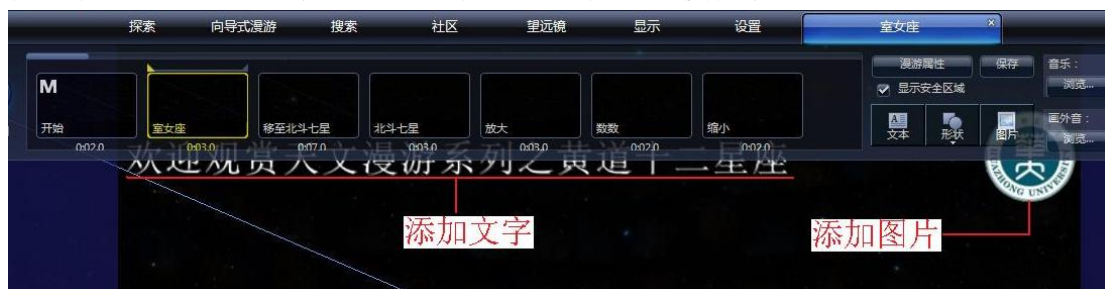 探索 向导式漫游 搜索 社区 望远镜 显示 设置 室女座 ×
漫游属性 保存 音乐：
M 显示安全区域 浏览...
开始 室女座 移至北斗七星 北斗七星 放大 数数 缩小 文本 形状 图片 画外音：
0:02.0 0:03.0 0:07.0 0:03.0 0:03.0 0:02.0 0:02.0 浏览...
欢迎观赏天文漫游系列之黄道十二星座
ZHONG UNIVERSI
添加文字 添加图片